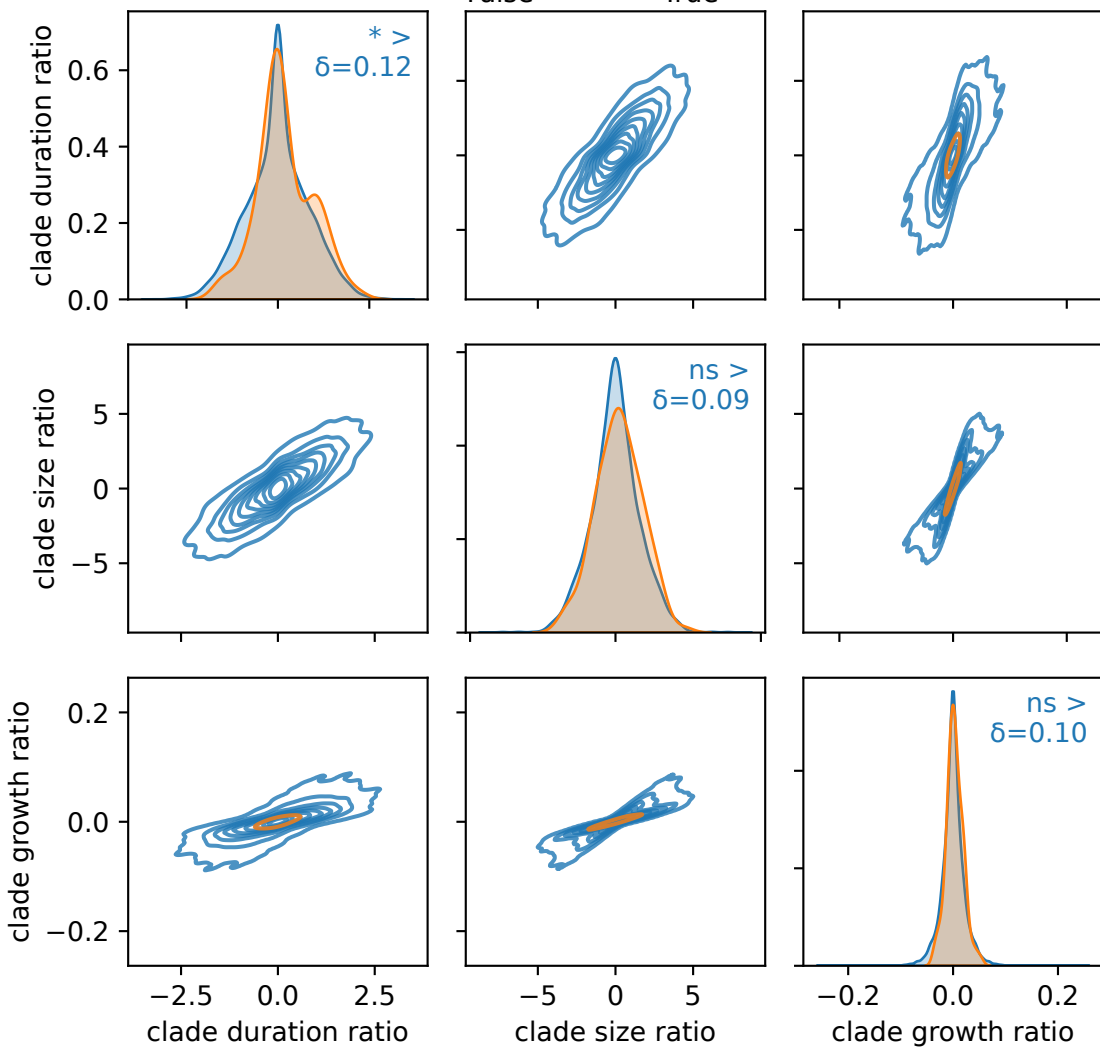 clade duration ratio
0.6
0.4
0.2
0.0
* >
δ=0.12
clade size ratio
5
0
−5
ns >
δ=0.09
clade growth ratio
0.2
0.0
−0.2
ns >
δ=0.10
−2.5 0.0 2.5
−5 0 5
−0.2 0.0 0.2
clade duration ratio
clade size ratio
clade growth ratio